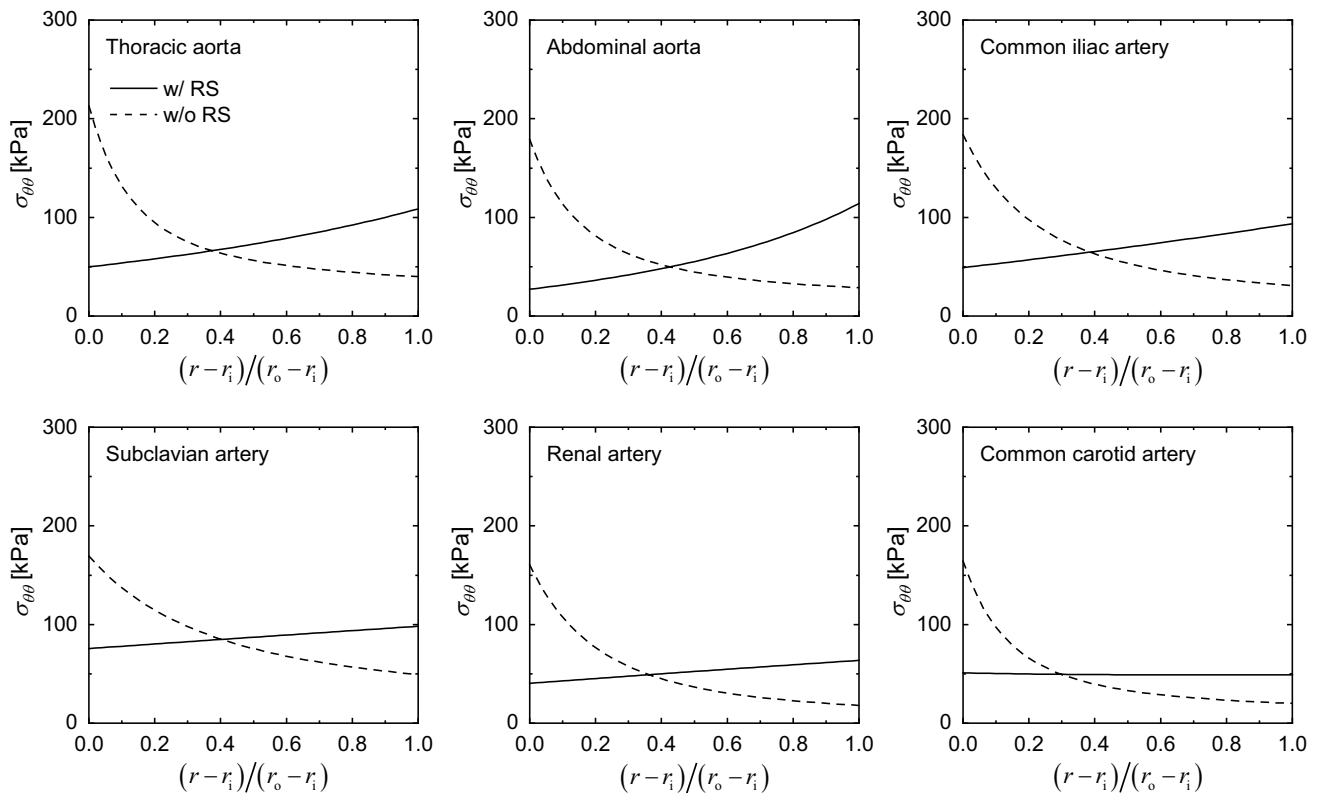 300
200
100
0
σθθ [kPa]
Thoracic aorta
w/ RS
w/o RS
0.0 0.2 0.4 0.6 0.8 1.0
(r − ri)/(ro − ri)
300
200
100
0
σθθ [kPa]
Abdominal aorta
0.0 0.2 0.4 0.6 0.8 1.0
(r − ri)/(ro − ri)
300
200
100
0
σθθ [kPa]
Common iliac artery
0.0 0.2 0.4 0.6 0.8 1.0
(r − ri)/(ro − ri)
300
200
100
0
σθθ [kPa]
Subclavian artery
0.0 0.2 0.4 0.6 0.8 1.0
(r − ri)/(ro − ri)
300
200
100
0
σθθ [kPa]
Renal artery
0.0 0.2 0.4 0.6 0.8 1.0
(r − ri)/(ro − ri)
300
200
100
0
σθθ [kPa]
Common carotid artery
0.0 0.2 0.4 0.6 0.8 1.0
(r − ri)/(ro − ri)